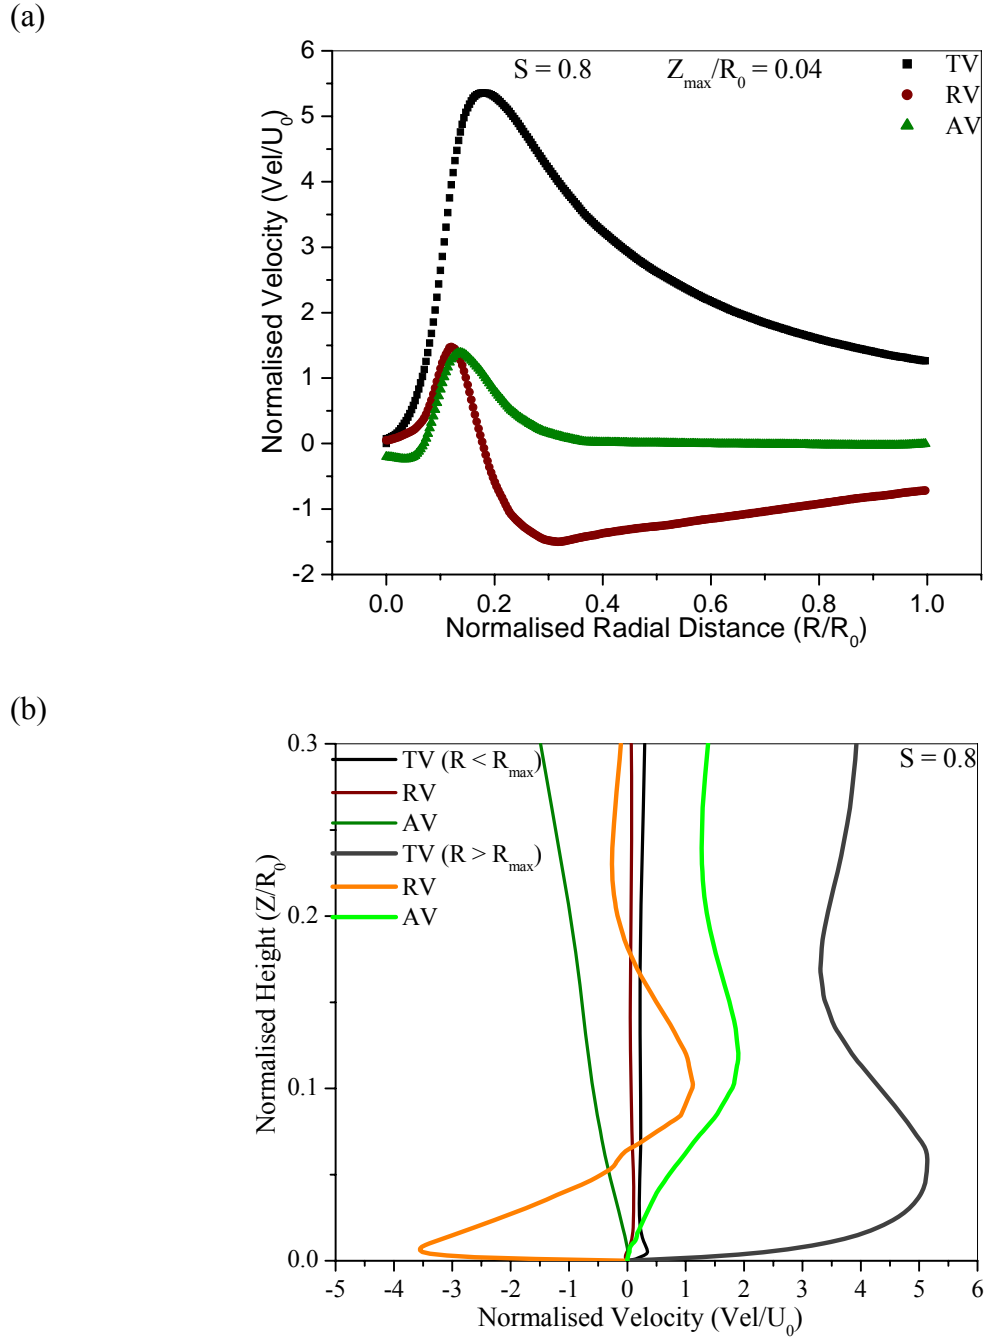 (a)
S = 0.8 Zmax/R0 = 0.04
TV
RV
AV
Normalised Velocity (Vel/U0)
6
5
4
3
2
1
0
-1
-2
0.0 0.2 0.4 0.6 0.8 1.0
Normalised Radial Distance (R/R0)
(b)
S = 0.8
TV (R < Rmax)
RV
AV
TV (R > Rmax)
RV
AV
Normalised Height (Z/R0)
0.3
0.2
0.1
0.0
-5 -4 -3 -2 -1 0 1 2 3 4 5 6
Normalised Velocity (Vel/U0)